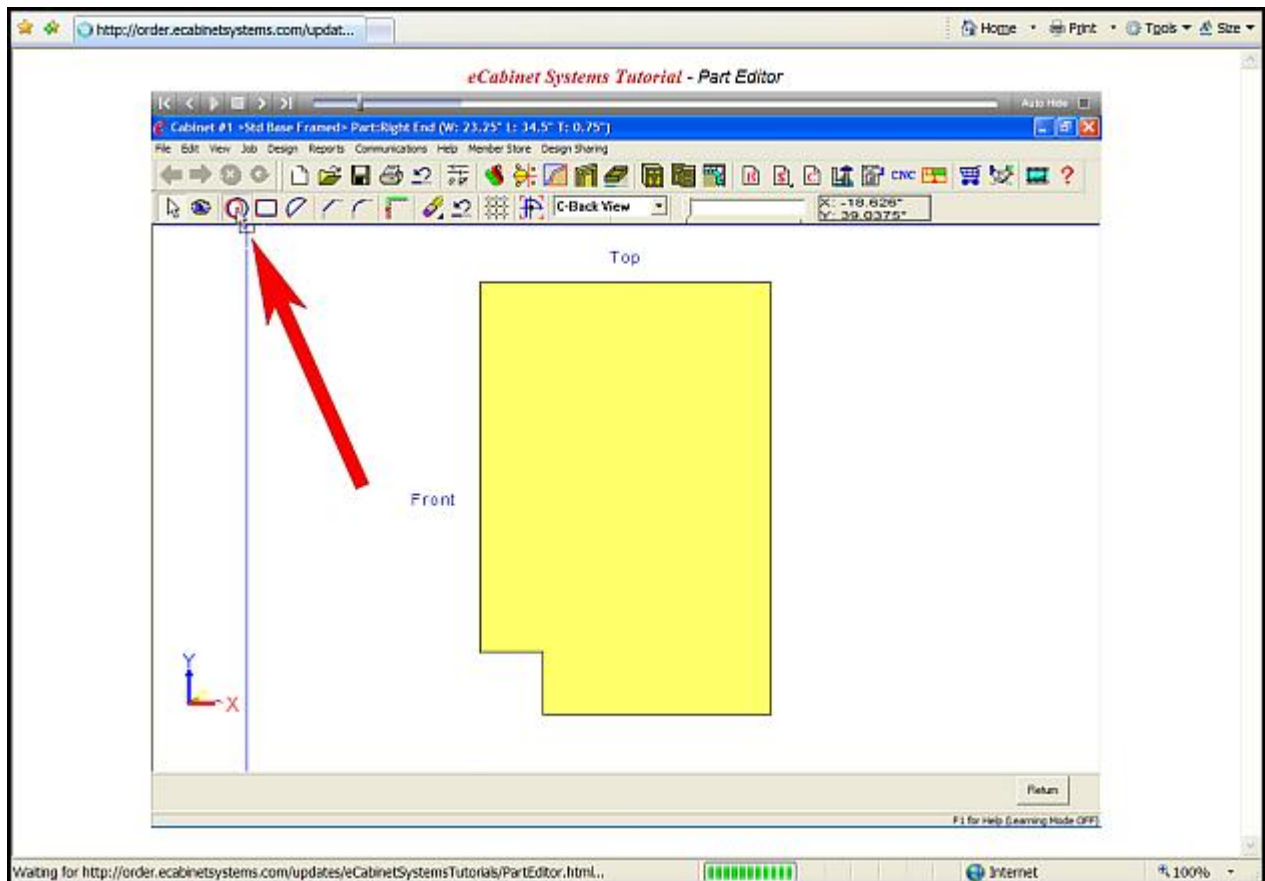 http://order.ecabinetsystems.com/updat...
Home Print Tools Size
eCabinet Systems Tutorial - Part Editor
Auto Hide
Cabinet #1 >Std Base Framed> Part:Right End (W: 23.25" L: 34.5" T: 0.75")
File Edit View Job Design Reports Communications Help Member Store Design Sharing
CNC
C-Back View
X: -18.626"
Y: 39.0375"
Top
Front
Y
X
Return
F1 for Help (Learning Mode OFF)
Waiting for http://order.ecabinetsystems.com/updates/eCabinetSystemsTutorials/PartEditor.html... Internet 100%